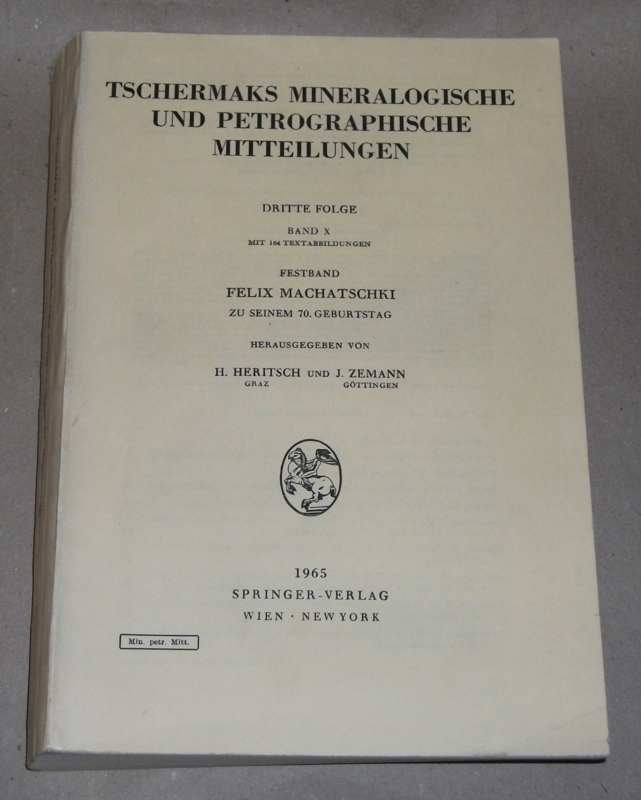 TSCHERMAKS MINERALOGISCHE
UND PETROGRAPHISCHE
MITTEILUNGEN
DRITTE FOLGE
BAND X
MIT 184 TEXTABBILDUNGEN
FESTBAND
FELIX MACHATSCHKI
ZU SEINEM 70. GEBURTSTAG
HERAUSGEGEBEN VON
H. HERITSCH UND J. ZEMANN
GRAZ GÖTTINGEN
1965
SPRINGER-VERLAG
WIEN · NEW YORK
Min. petr. Mitt.